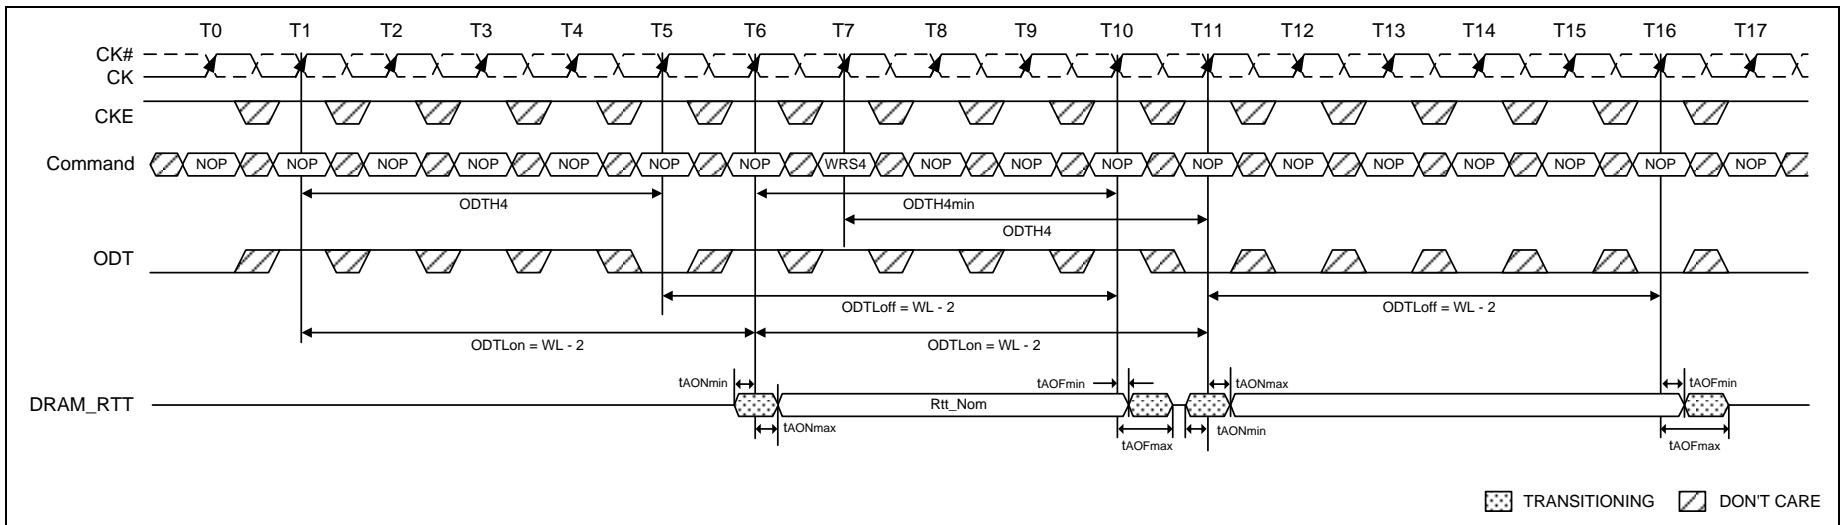 T0 T1 T2 T3 T4 T5 T6 T7 T8 T9 T10 T11 T12 T13 T14 T15 T16 T17
CK#
CK
CKE
Command NOP NOP NOP NOP NOP NOP NOP WRS4 NOP NOP NOP NOP NOP NOP NOP NOP NOP NOP
ODTH4 ODTH4min
ODTH4
ODT
ODTLoff = WL - 2 ODTLoff = WL - 2
ODTLon = WL - 2 ODTLon = WL - 2
tAONmin tAOFmin tAONmax tAOFmin
DRAM_RTT Rtt_Nom
tAONmax tAOFmax tAONmin tAOFmax
TRANSITIONING DON'T CARE